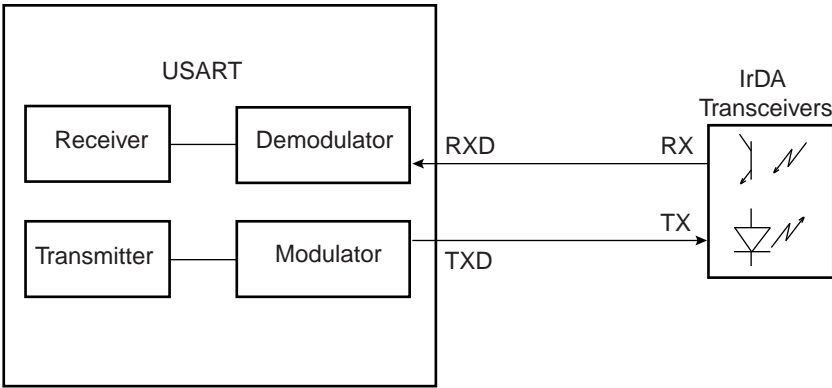 USART
IrDA
Transceivers
Receiver
Demodulator
RXD
RX
Transmitter
Modulator
TX
TXD